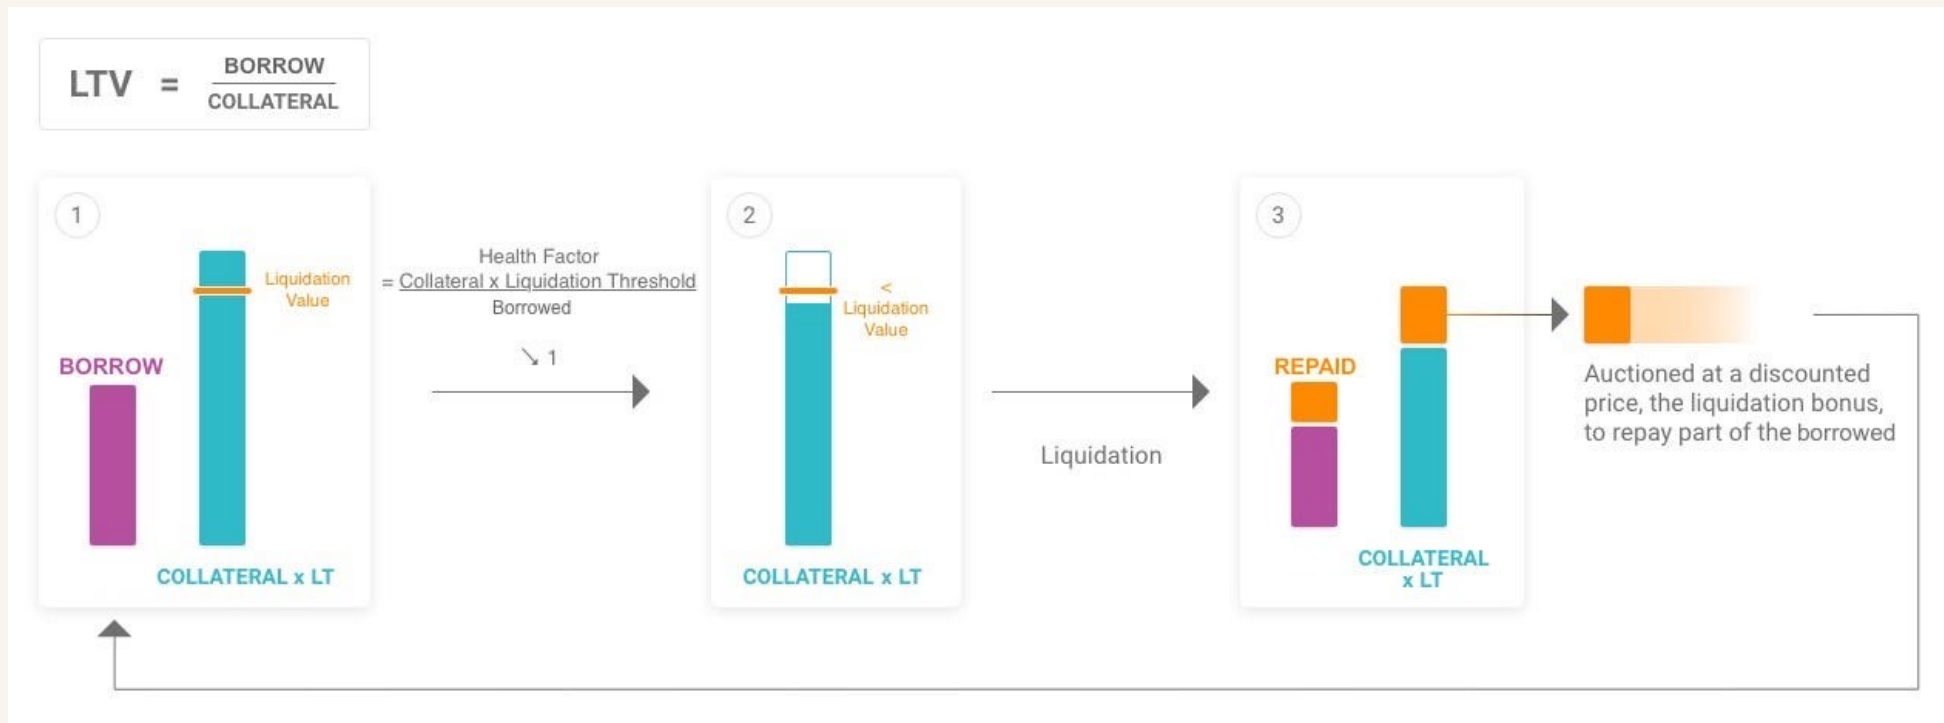 LTV = BORROW
COLLATERAL
1
Liquidation
Value
BORROW
COLLATERAL x LT
Health Factor
= Collateral x Liquidation Threshold
Borrowed
↘ 1
2
<
Liquidation
Value
COLLATERAL x LT
Liquidation
3
REPAID
COLLATERAL
x LT
Auctioned at a discounted
price, the liquidation bonus,
to repay part of the borrowed